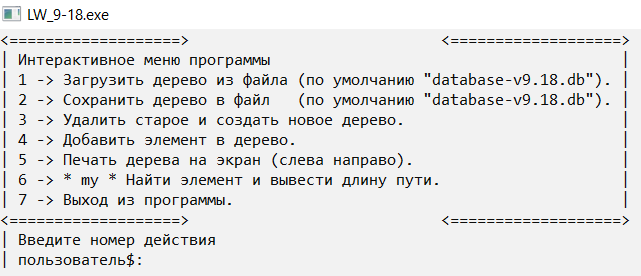 LW_9-18.exe
<===================>                              <===================>
| Интерактивное меню программы                                         |
| 1 -> Загрузить дерево из файла (по умолчанию "database-v9.18.db"). |
| 2 -> Сохранить дерево в файл   (по умолчанию "database-v9.18.db"). |
| 3 -> Удалить старое и создать новое дерево.                          |
| 4 -> Добавить элемент в дерево.                                      |
| 5 -> Печать дерева на экран (слева направо).                         |
| 6 -> * my * Найти элемент и вывести длину пути.                      |
| 7 -> Выход из программы.                                             |
<===================>                              <===================>
| Введите номер действия
| пользователь$: